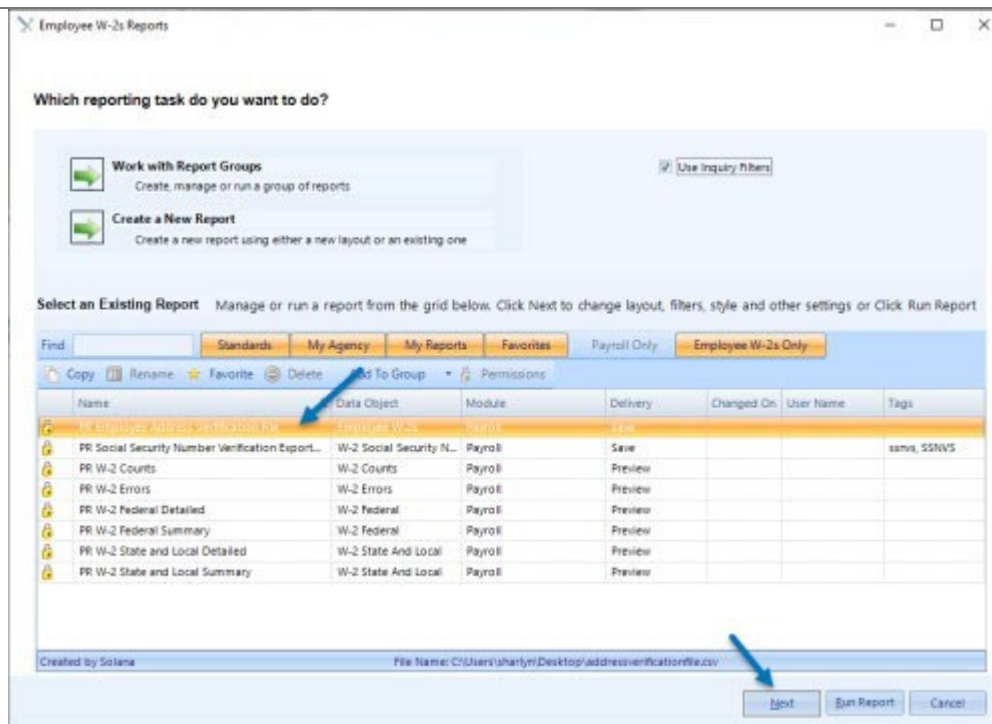 Employee W-2s Reports
Which reporting task do you want to do?
Work with Report Groups
Create, manage or run a group of reports
Use Inquiry Filters
Create a New Report
Create a new report using either a new layout or an existing one
Select an Existing Report Manage or run a report from the grid below. Click Next to change layout, filters, style and other settings or Click Run Report
Find Standards My Agency My Reports Favorites Payroll Only Employee W-2s Only
Copy Rename Favorite Delete To Group Permissions
Name Data Object Module Delivery Changed On User Name Tags
PR Employee Address Verification File Employee W-2s Payroll Save
PR Social Security Number Verification Export... W-2 Social Security N... Payroll Save ssnvs, SSNVS
PR W-2 Counts W-2 Counts Payroll Preview
PR W-2 Errors W-2 Errors Payroll Preview
PR W-2 Federal Detailed W-2 Federal Payroll Preview
PR W-2 Federal Summary W-2 Federal Payroll Preview
PR W-2 State and Local Detailed W-2 State And Local Payroll Preview
PR W-2 State and Local Summary W-2 State And Local Payroll Preview
Created by Solana File Name: C:\Users\sharlyn\Desktop\addressverificationfile.csv
Next Run Report Cancel